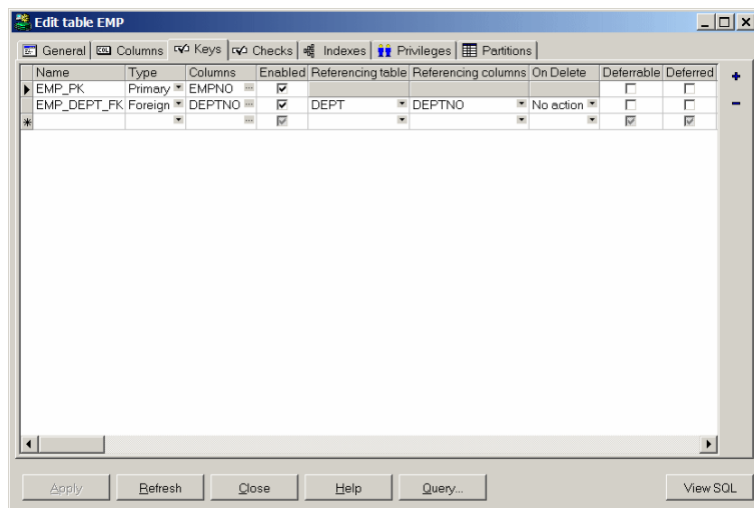 Edit table EMP
General Columns Keys Checks Indexes Privileges Partitions
Name Type Columns Enabled Referencing table Referencing columns On Delete Deferrable Deferred
EMP_PK Primary EMPNO
EMP_DEPT_FK Foreign DEPTNO DEPT DEPTNO No action
Apply Refresh Close Help Query... View SQL